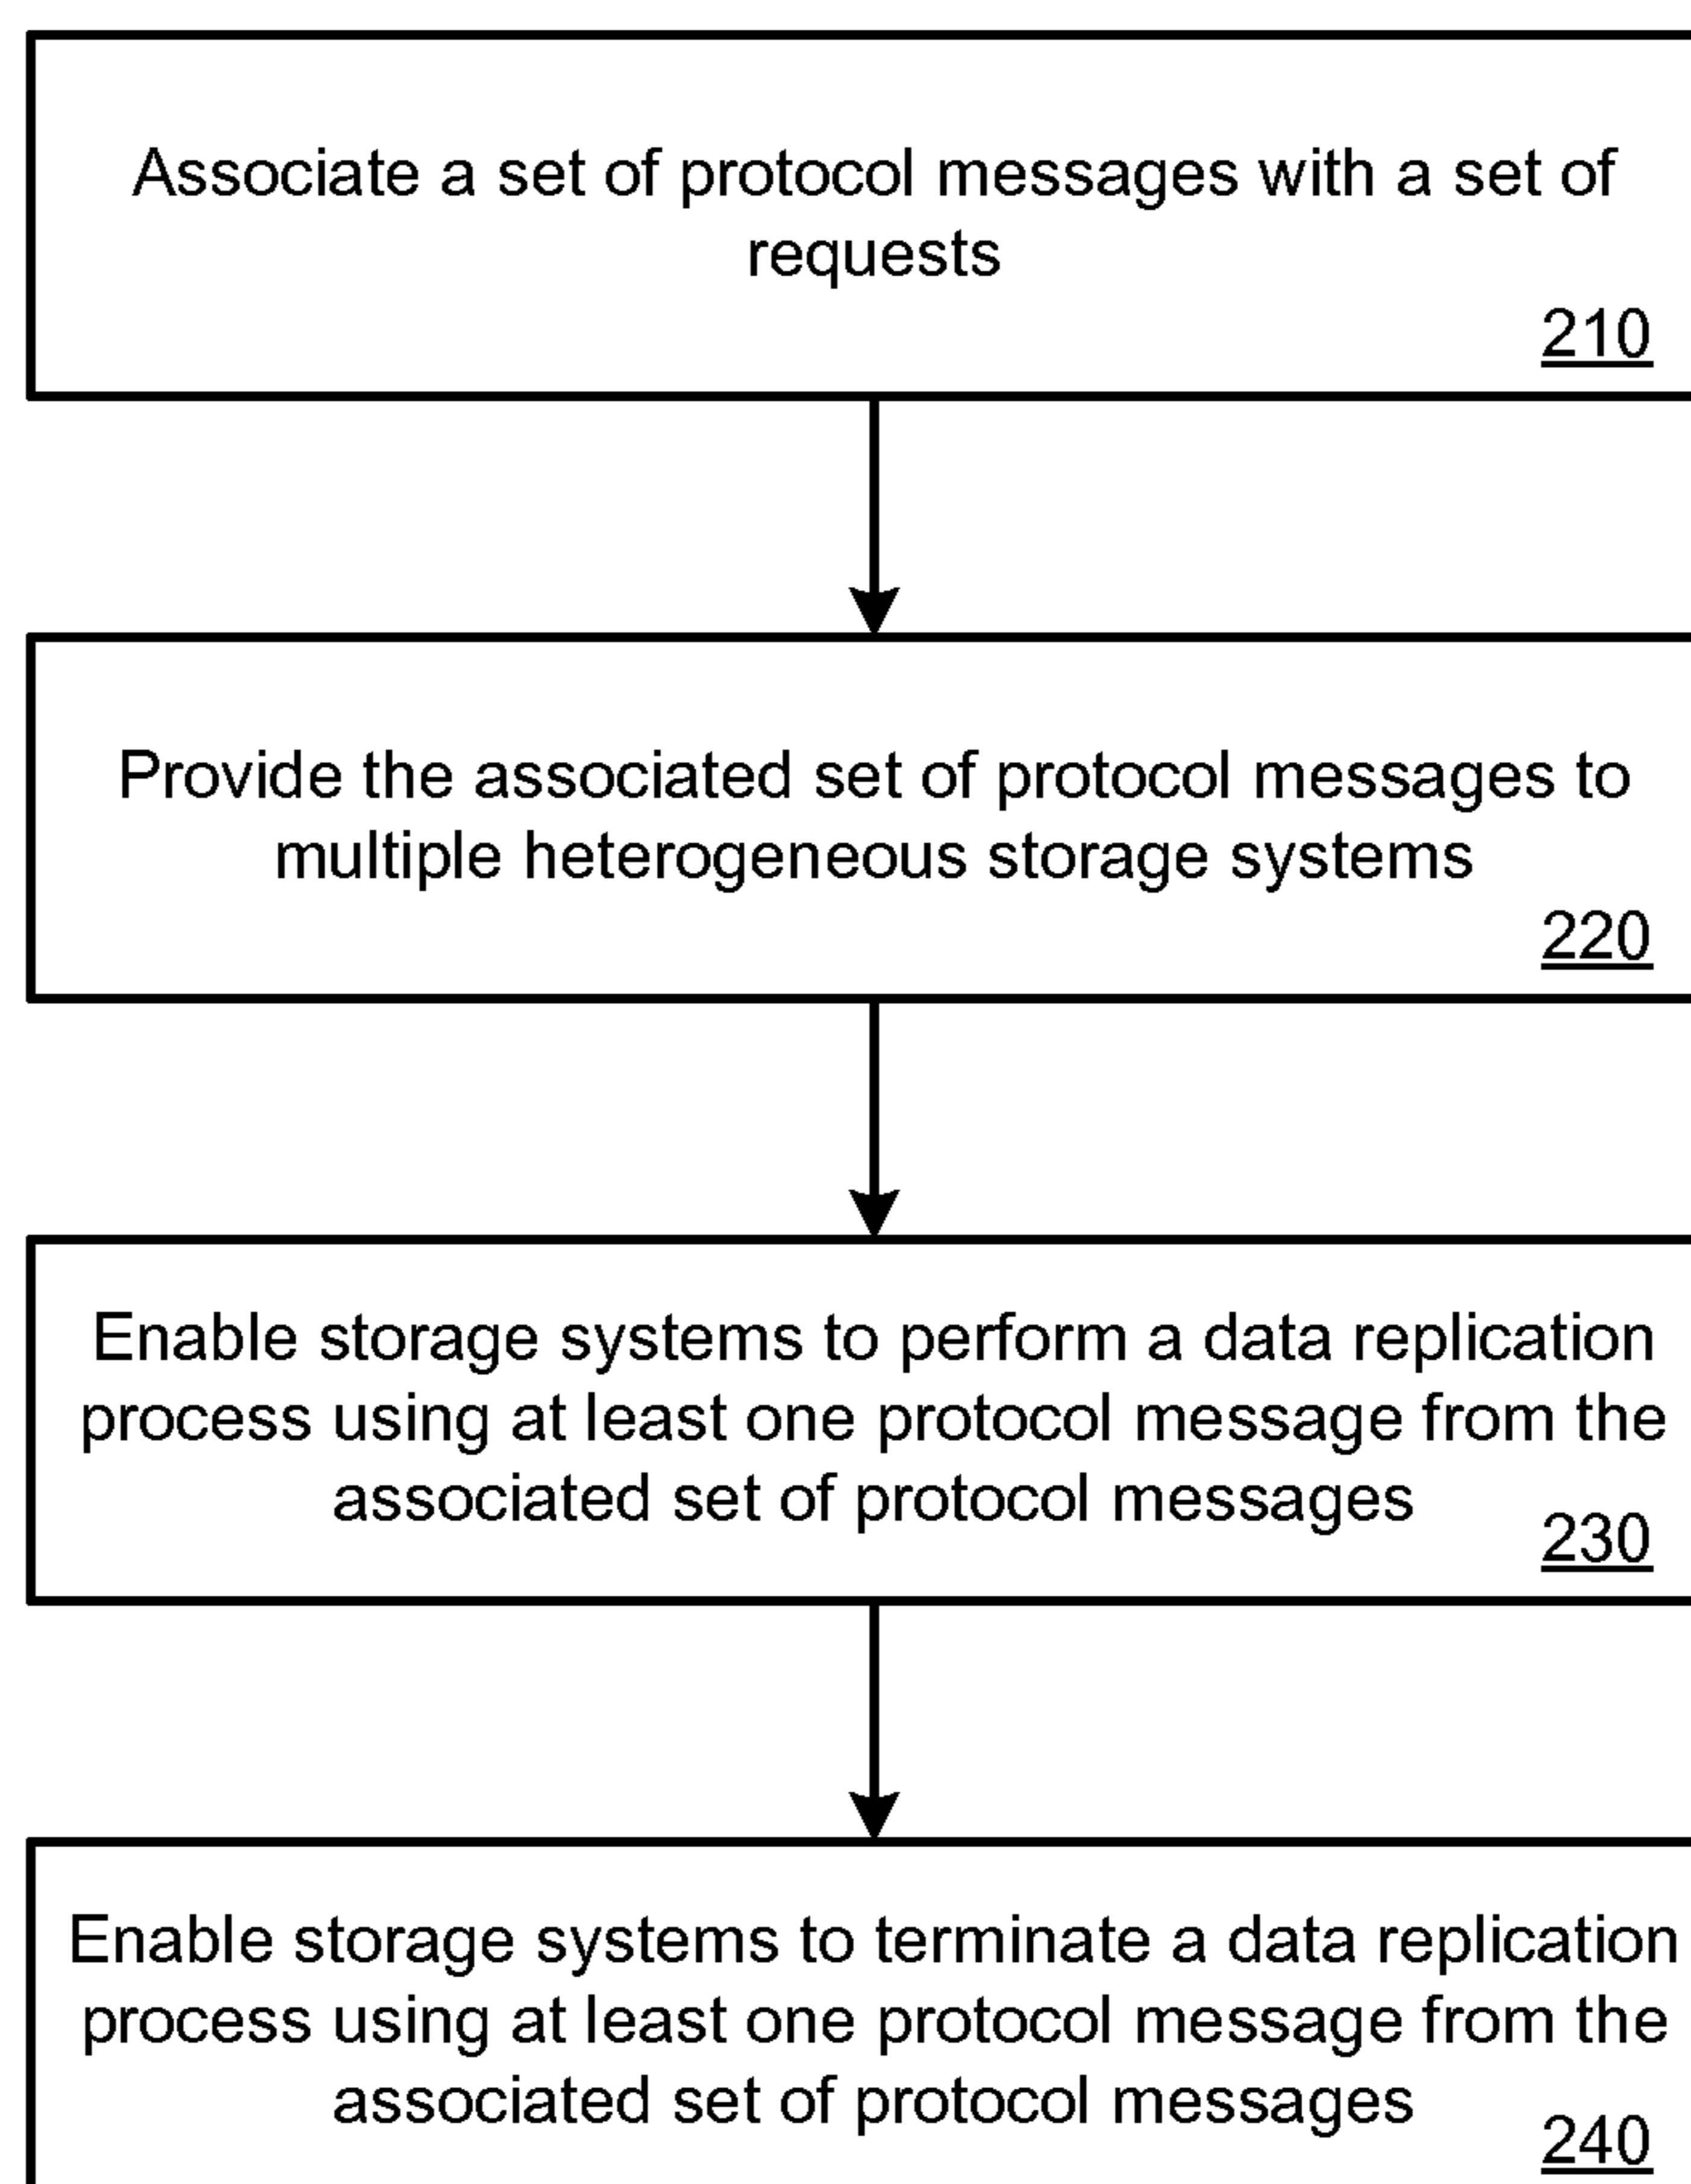 Associate a set of protocol messages with a set of
requests
210
Provide the associated set of protocol messages to
multiple heterogeneous storage systems
220
Enable storage systems to perform a data replication
process using at least one protocol message from the
associated set of protocol messages
230
Enable storage systems to terminate a data replication
process using at least one protocol message from the
associated set of protocol messages
240